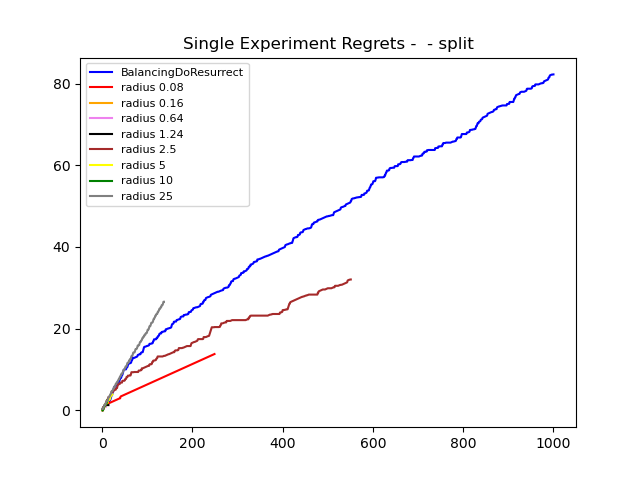 Single Experiment Regrets -  - split
BalancingDoResurrect
radius 0.08
radius 0.16
radius 0.64
radius 1.24
radius 2.5
radius 5
radius 10
radius 25
80
60
40
20
0
0 200 400 600 800 1000